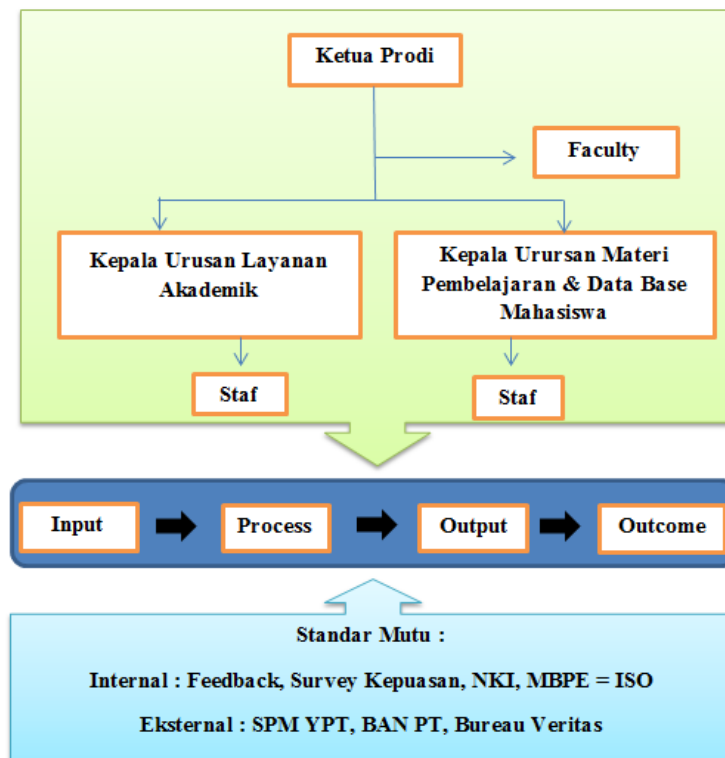 Ketua Prodi
Faculty
Kepala Urusan Layanan
Akademik
Kepala Urursan Materi
Pembelajaran & Data Base
Mahasiswa
Staf
Staf
Input
Process
Output
Outcome
Standar Mutu :
Internal : Feedback, Survey Kepuasan, NKI, MBPE = ISO
Eksternal : SPM YPT, BAN PT, Bureau Veritas